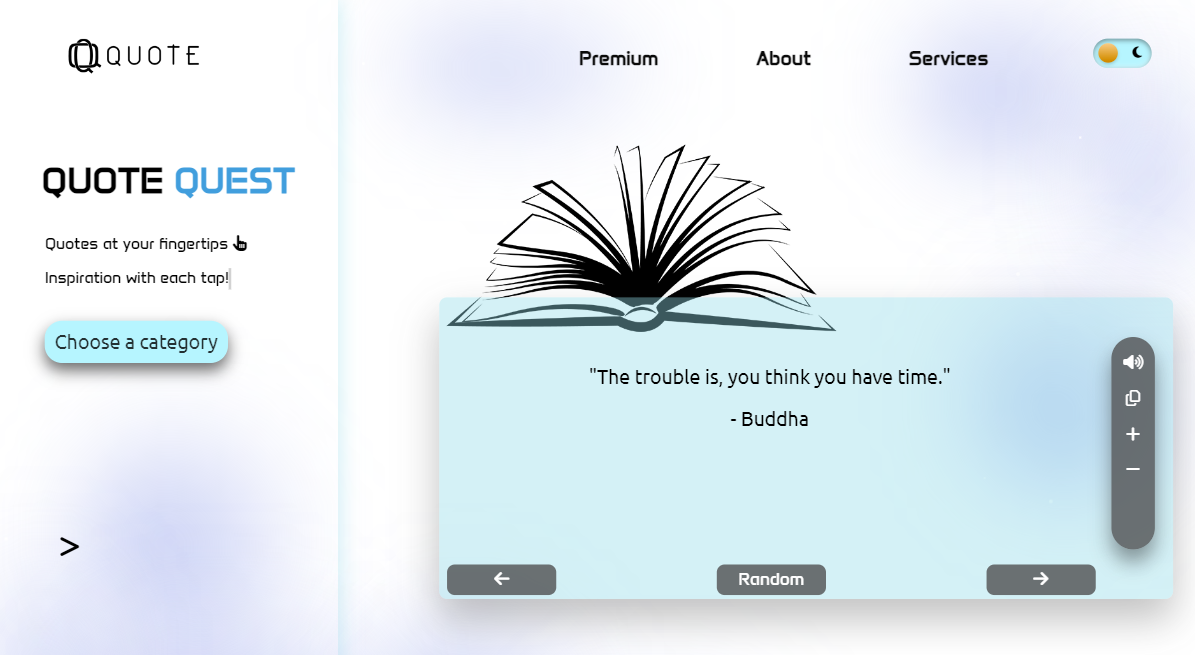 QUOTE
Premium About Services
QUOTE QUEST
Quotes at your fingertips
Inspiration with each tap!
Choose a category
"The trouble is, you think you have time."
- Buddha
>
Random